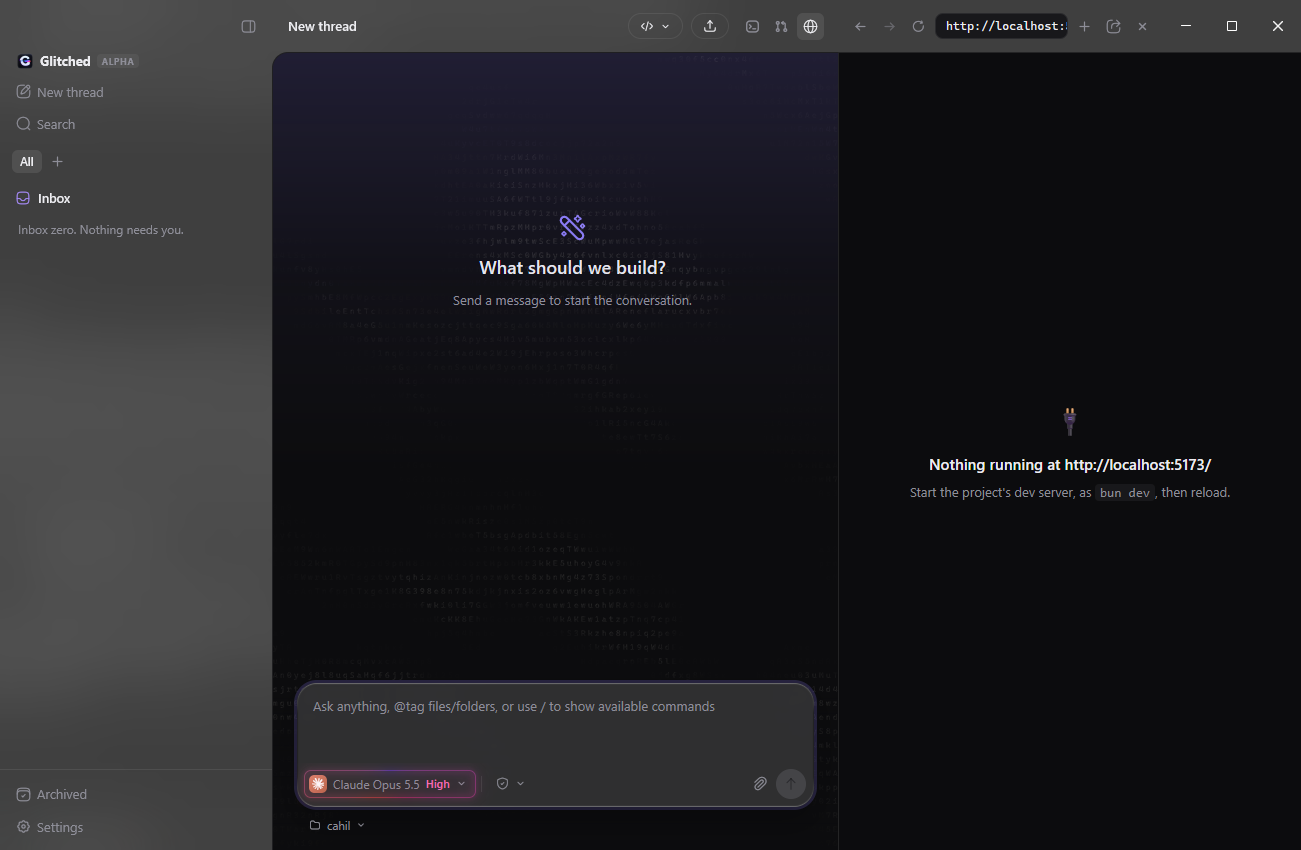 New thread
http://localhost:
Glitched ALPHA
New thread
Search
All
Inbox
Inbox zero. Nothing needs you.
What should we build?
Send a message to start the conversation.
Nothing running at http://localhost:5173/
Start the project's dev server, as bun dev, then reload.
Ask anything, @tag files/folders, or use / to show available commands
Claude Opus 5.5 High
cahil
Archived
Settings